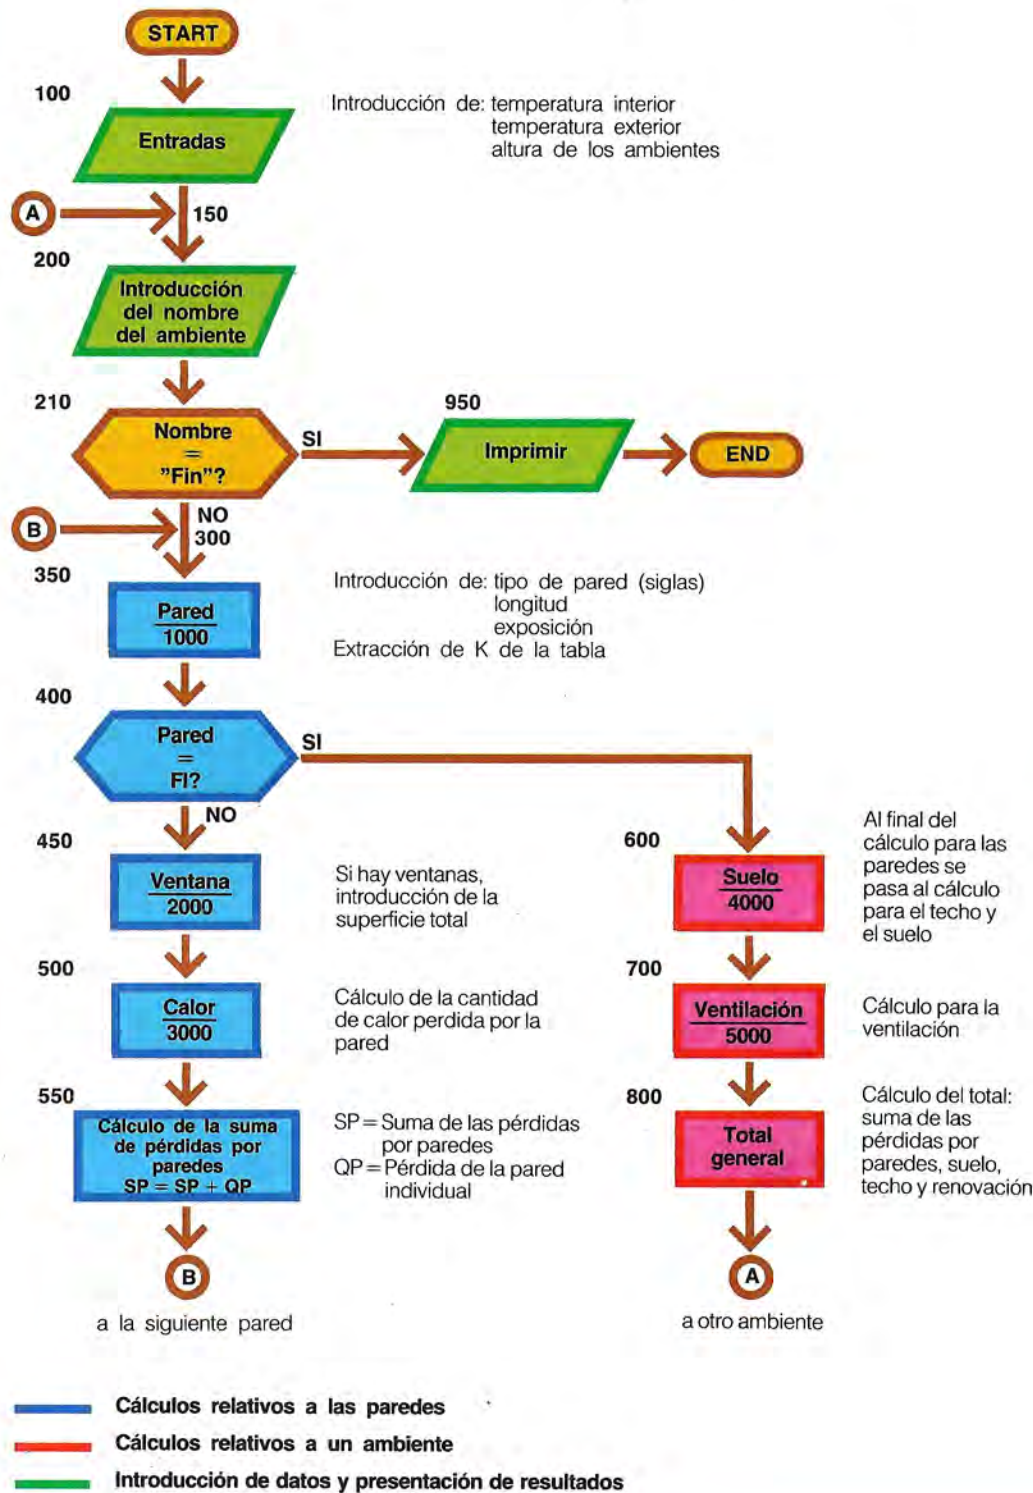 START
100
Introducción de: temperatura interior
temperatura exterior
altura de los ambientes
Entradas
A
150
200
Introducción
del nombre
del ambiente
210
Nombre
=
"Fin"?
SI
950
Imprimir
END
B
NO
300
350
Pared
1000
Introducción de: tipo de pared (siglas)
longitud
exposición
Extracción de K de la tabla
400
Pared
=
FI?
SI
NO
450
Ventana
2000
Si hay ventanas,
introducción de la
superficie total
600
Suelo
4000
Al final del
cálculo para las
paredes se
pasa al cálculo
para el techo y
el suelo
500
Calor
3000
Cálculo de la cantidad
de calor perdida por la
pared
700
Ventilación
5000
Cálculo para la
ventilación
550
Cálculo de la suma
de pérdidas por
paredes
SP = SP + QP
SP = Suma de las pérdidas
por paredes
QP = Pérdida de la pared
individual
800
Total
general
Cálculo del total:
suma de las
pérdidas por
paredes, suelo,
techo y renovación
B
a la siguiente pared
A
a otro ambiente
Cálculos relativos a las paredes
Cálculos relativos a un ambiente
Introducción de datos y presentación de resultados